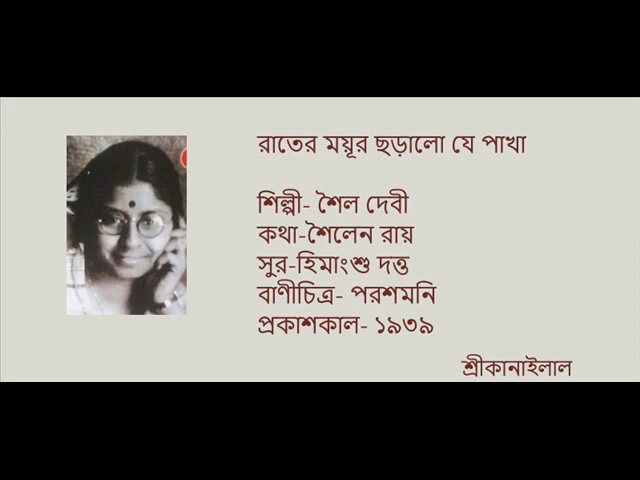 রাতের ময়ূর ছড়ালো যে পাখা
শিল্পী- শৈল দেবী
কথা-শৈলেন রায়
সুর-হিমাংশু দত্ত
বাণীচিত্র- পরশমনি
প্রকাশকাল- ১৯৩৯
শ্রীকানাইলাল